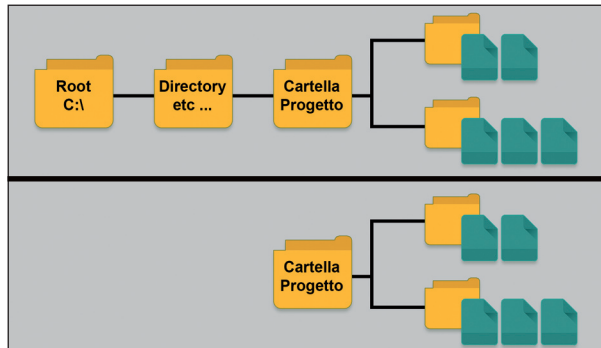 Root
C:\
Directory
etc ...
Cartella
Progetto
Cartella
Progetto